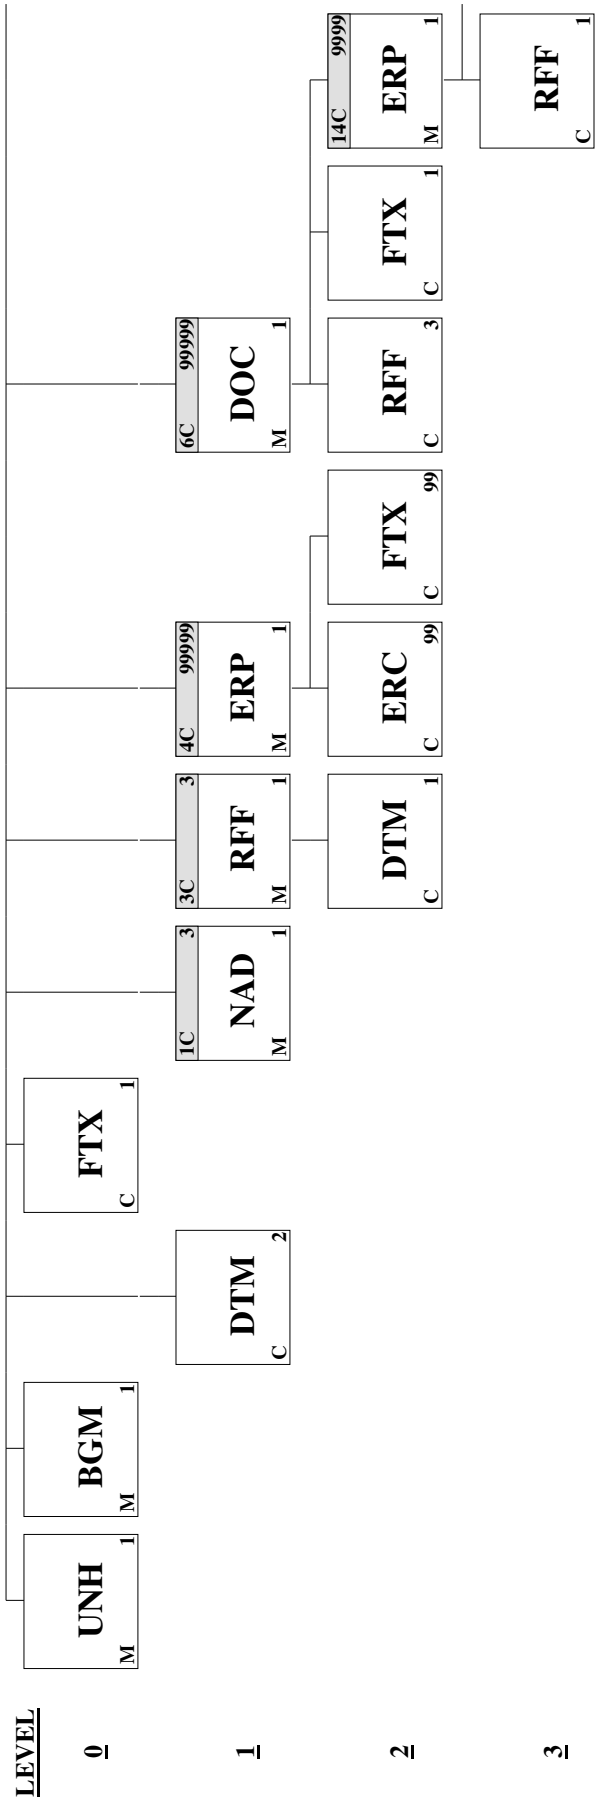 LEVEL
0
UNH
M 1
BGM
M 1
FTX
C 1
1
DTM
C 2
1C 3
NAD
M 1
3C 3
RFF
M 1
4C 99999
ERP
M 1
6C 99999
DOC
M 1
2
DTM
C 1
ERC
C 99
FTX
C 99
RFF
C 3
FTX
C 1
14C 9999
ERP
M 1
3
RFF
C 1